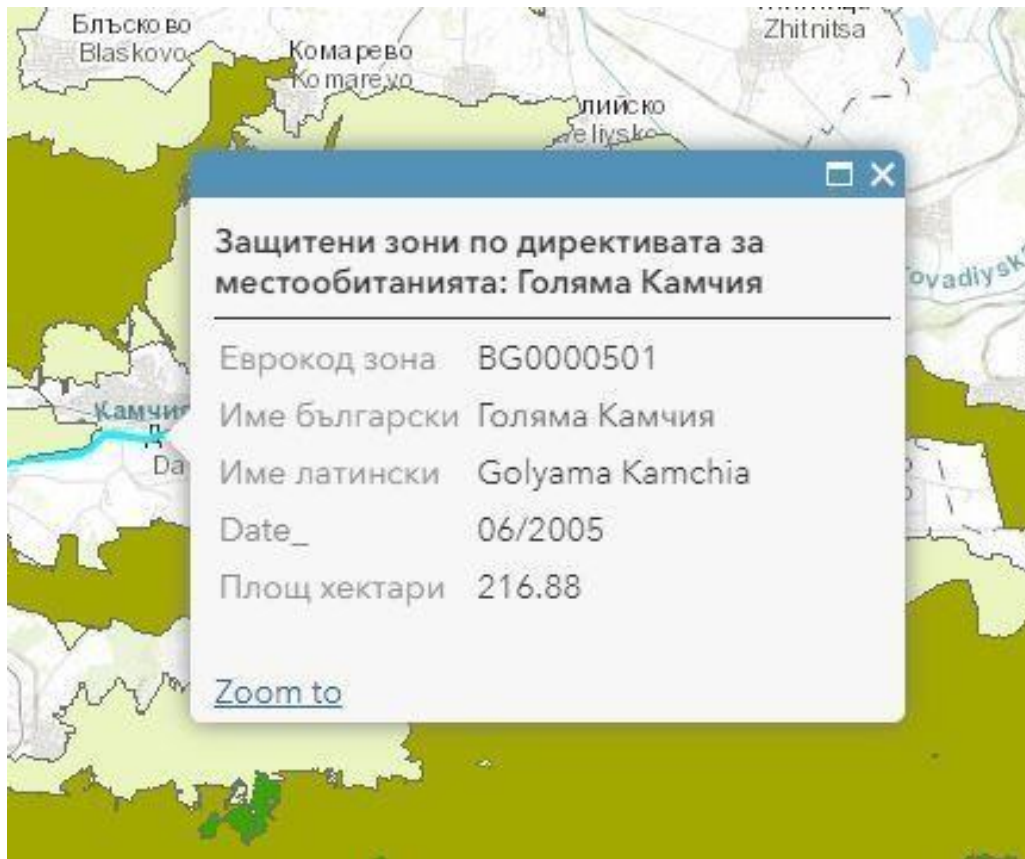 Блъсково
Blaskovo
Комарево
Komarevo
Zhitnitsa
Камчия
Защитени зони по директивата за
местообитанията: Голяма Камчия
Еврокод зона BG0000501
Име български Голяма Камчия
Име латински Golyama Kamchia
Date_ 06/2005
Площ хектари 216.88
Zoom to